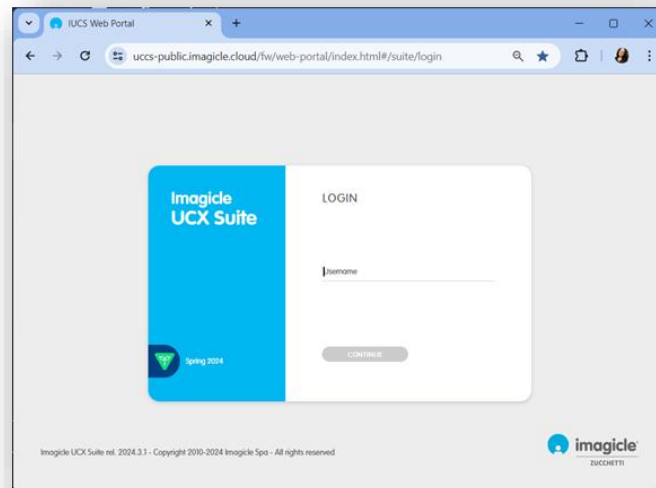 IUCS Web Portal
uccs-public.imagicle.cloud/fw/web-portal/index.html#/suite/login
Imagicle
UCX Suite
LOGIN
Username
CONTINUE
Spring 2024
Imagicle UCX Suite rel. 2024.3.1 - Copyright 2010-2024 Imagicle Spa - All rights reserved
imagicle
ZUCCHETTI